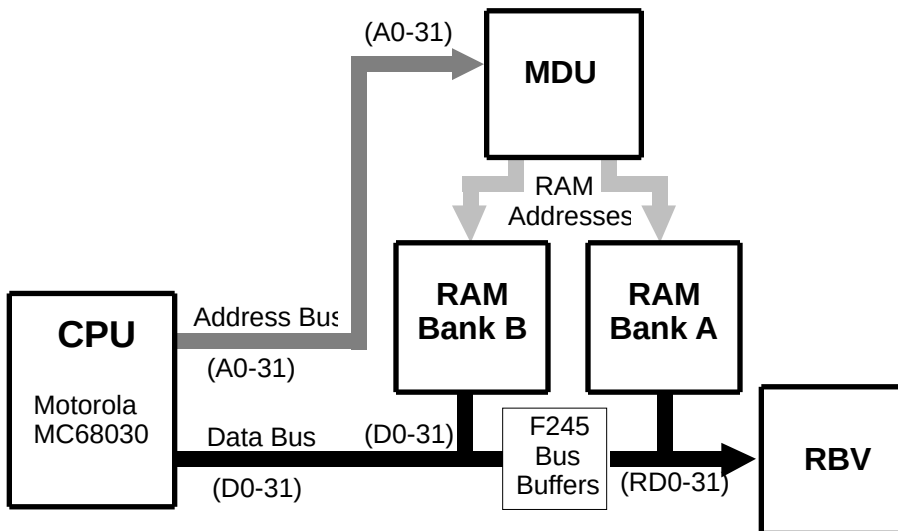 (A0-31)
MDU
RAM
Addresses
RAM
Bank B
RAM
Bank A
CPU
Motorola
MC68030
Address Bus
(A0-31)
Data Bus
(D0-31)
(D0-31)
F245
Bus
Buffers
(RD0-31)
RBV